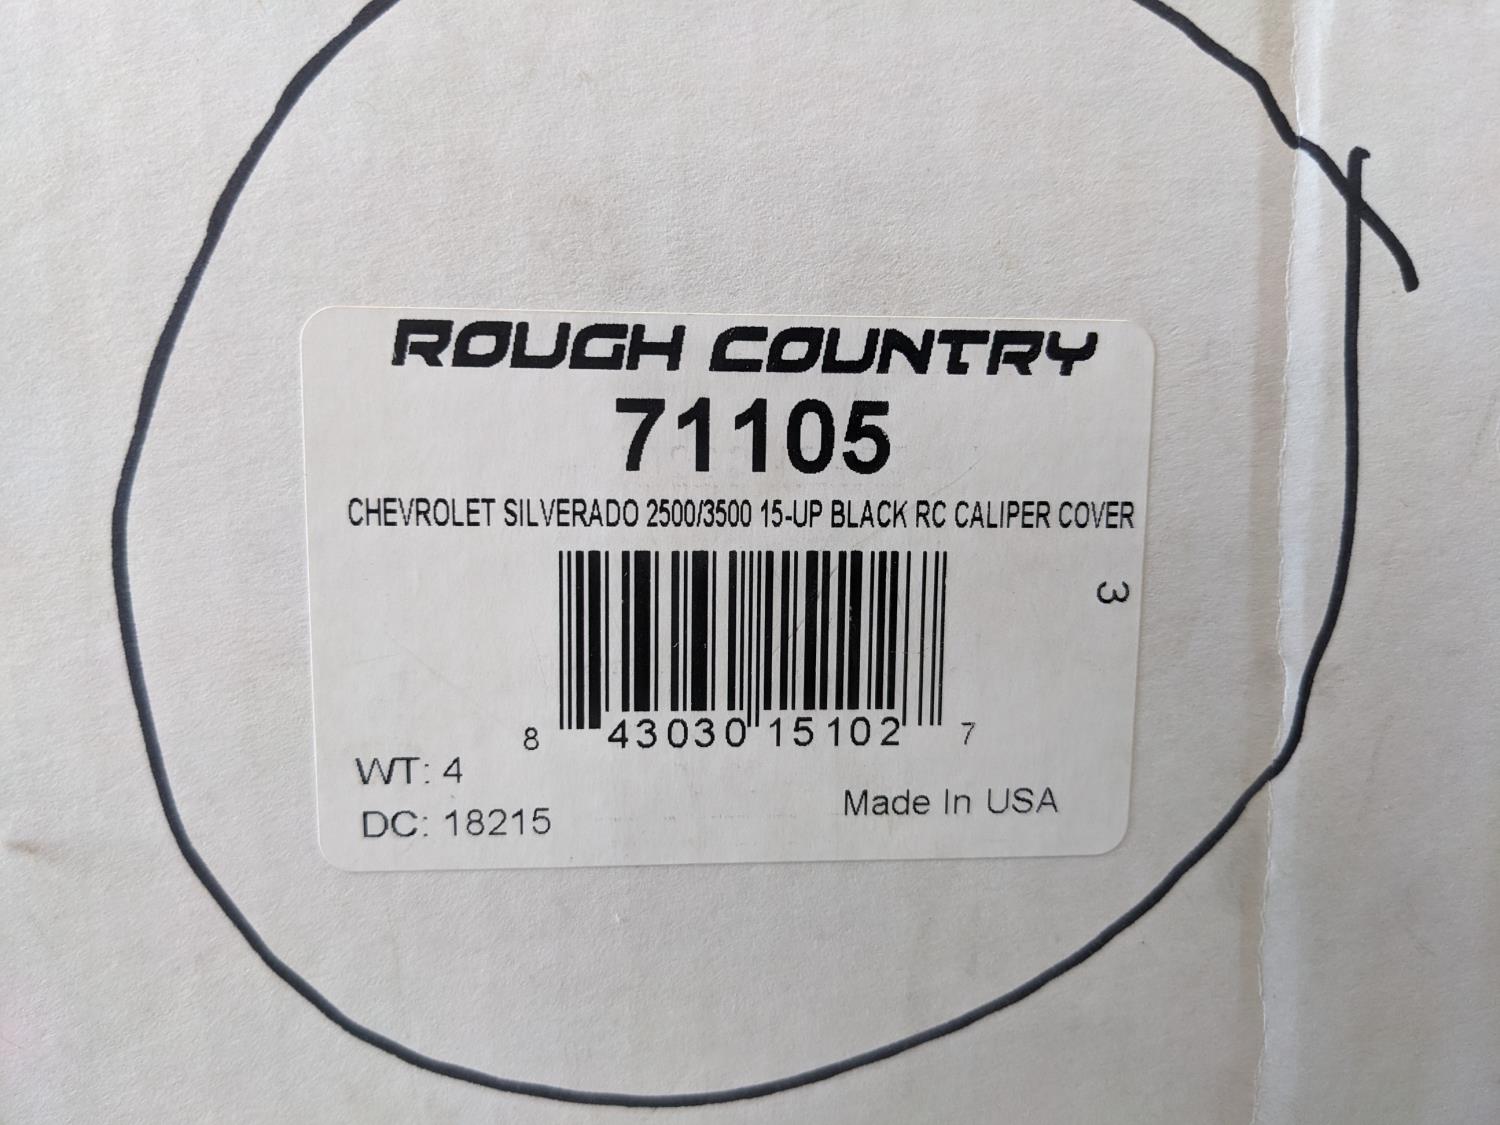 ROUGH COUNTRY
71105
CHEVROLET SILVERADO 2500/3500 15-UP BLACK RC CALIPER COVER
3
8 43030 15102 7
WT: 4
DC: 18215
Made In USA